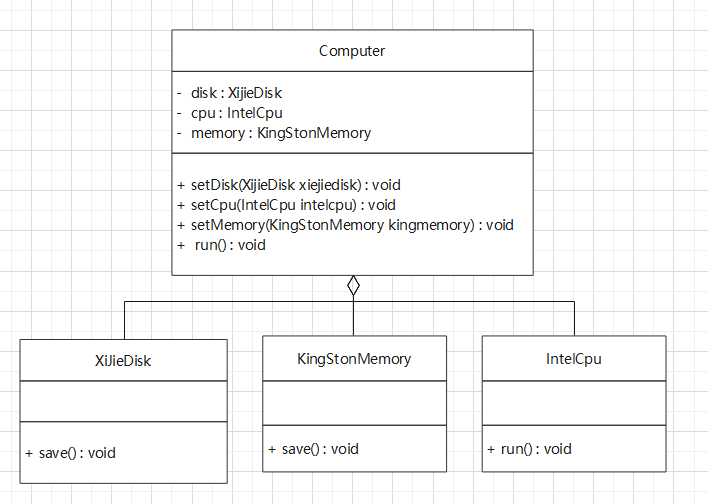 Computer
- disk : XijieDisk
- cpu : IntelCpu
- memory : KingStonMemory
+ setDisk(XijieDisk xiejiedisk) : void
+ setCpu(IntelCpu intelcpu) : void
+ setMemory(KingStonMemory kingmemory) : void
+ run() : void
XiJieDisk
KingStonMemory
IntelCpu
+ save() : void
+ save() : void
+ run() : void